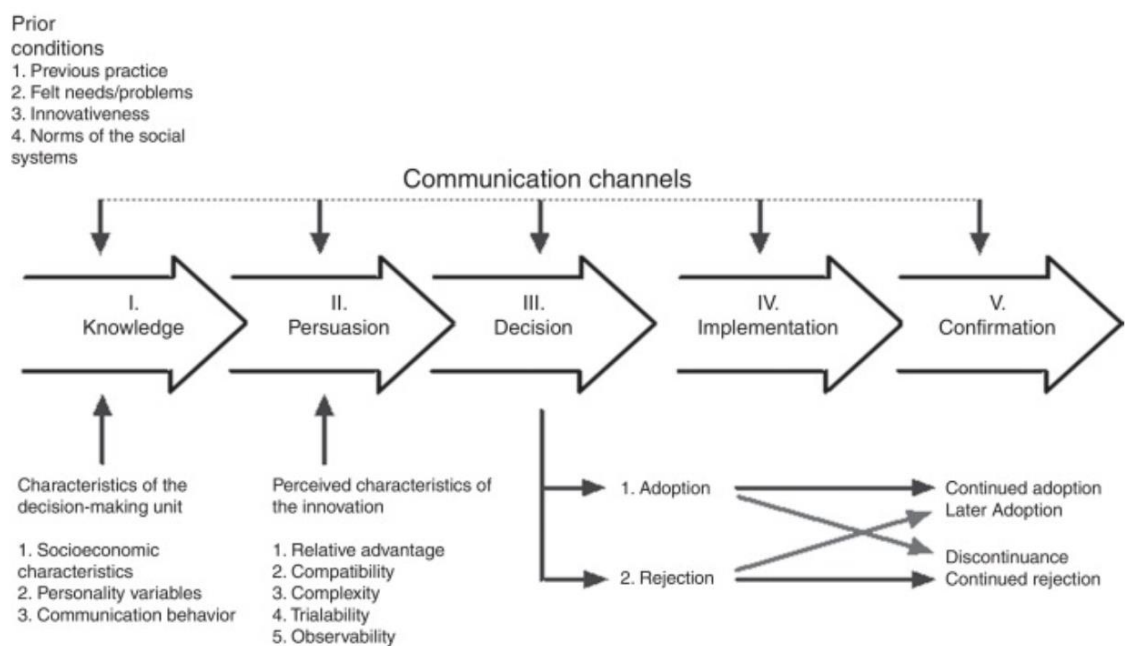 Prior
conditions
1. Previous practice
2. Felt needs/problems
3. Innovativeness
4. Norms of the social
systems
Communication channels
I.
Knowledge
II.
Persuasion
III.
Decision
IV.
Implementation
V.
Confirmation
Characteristics of the
decision-making unit
1. Socioeconomic
characteristics
2. Personality variables
3. Communication behavior
Perceived characteristics of
the innovation
1. Relative advantage
2. Compatibility
3. Complexity
4. Trialability
5. Observability
1. Adoption
2. Rejection
Continued adoption
Later Adoption
Discontinuance
Continued rejection